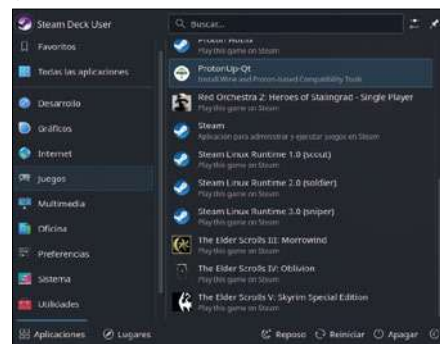 Steam Deck User
Buscar...
Favoritos
Todas las aplicaciones
Desarrollo
Gráficos
Internet
Juegos
Multimedia
Oficina
Preferencias
Sistema
Utilidades
Play this game on Steam
ProtonUp-Qt
Install Wine and Proton-based Compatibility Tools
Red Orchestra 2: Heroes of Stalingrad - Single Player
Play this game on Steam
Steam
Aplicación para administrar y ejecutar juegos en Steam
Steam Linux Runtime 1.0 (scout)
Play this game on Steam
Steam Linux Runtime 2.0 (soldier)
Play this game on Steam
Steam Linux Runtime 3.0 (sniper)
Play this game on Steam
The Elder Scrolls III: Morrowind
Play this game on Steam
The Elder Scrolls IV: Oblivion
Play this game on Steam
The Elder Scrolls V: Skyrim Special Edition
Play this game on Steam
Aplicaciones
Lugares
Reposo
Reiniciar
Apagar